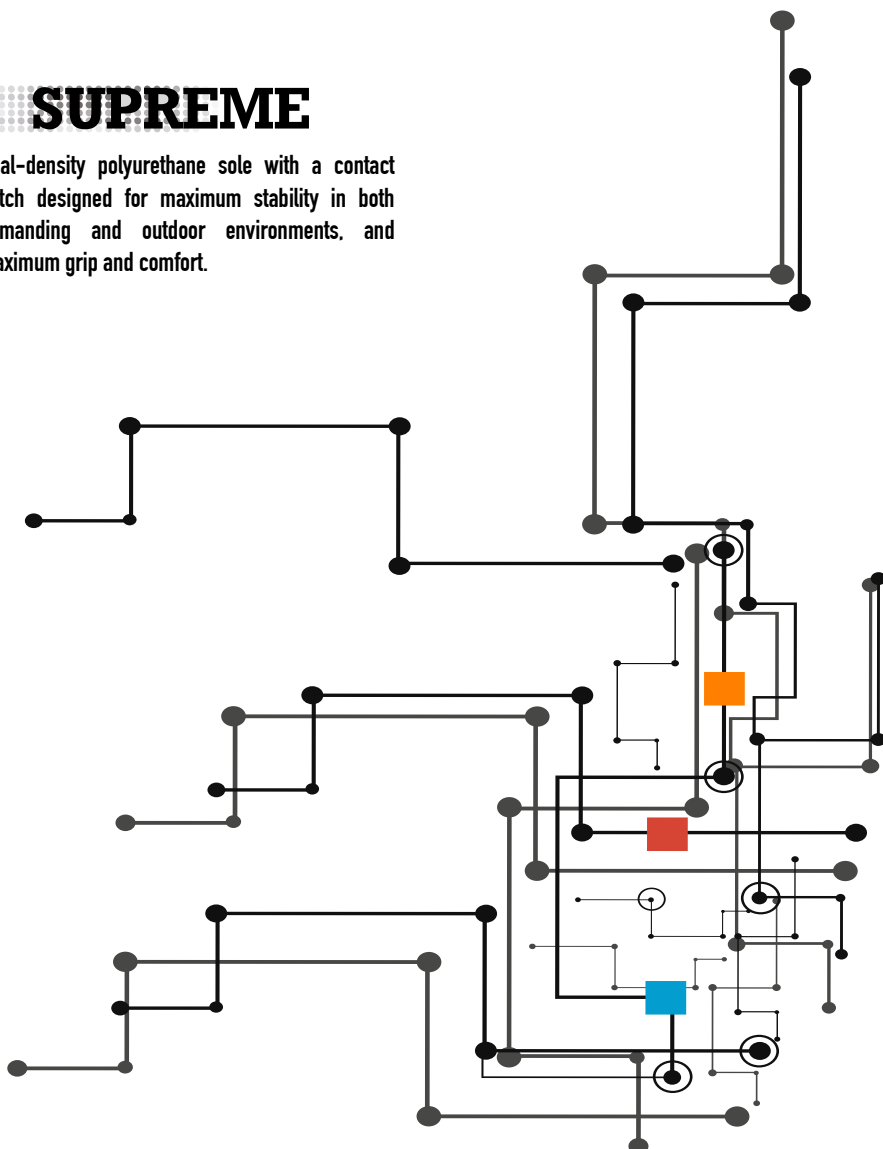 SUPREME
al-density polyurethane sole with a contact
tch designed for maximum stability in both
manding and outdoor environments, and
aximum grip and comfort.